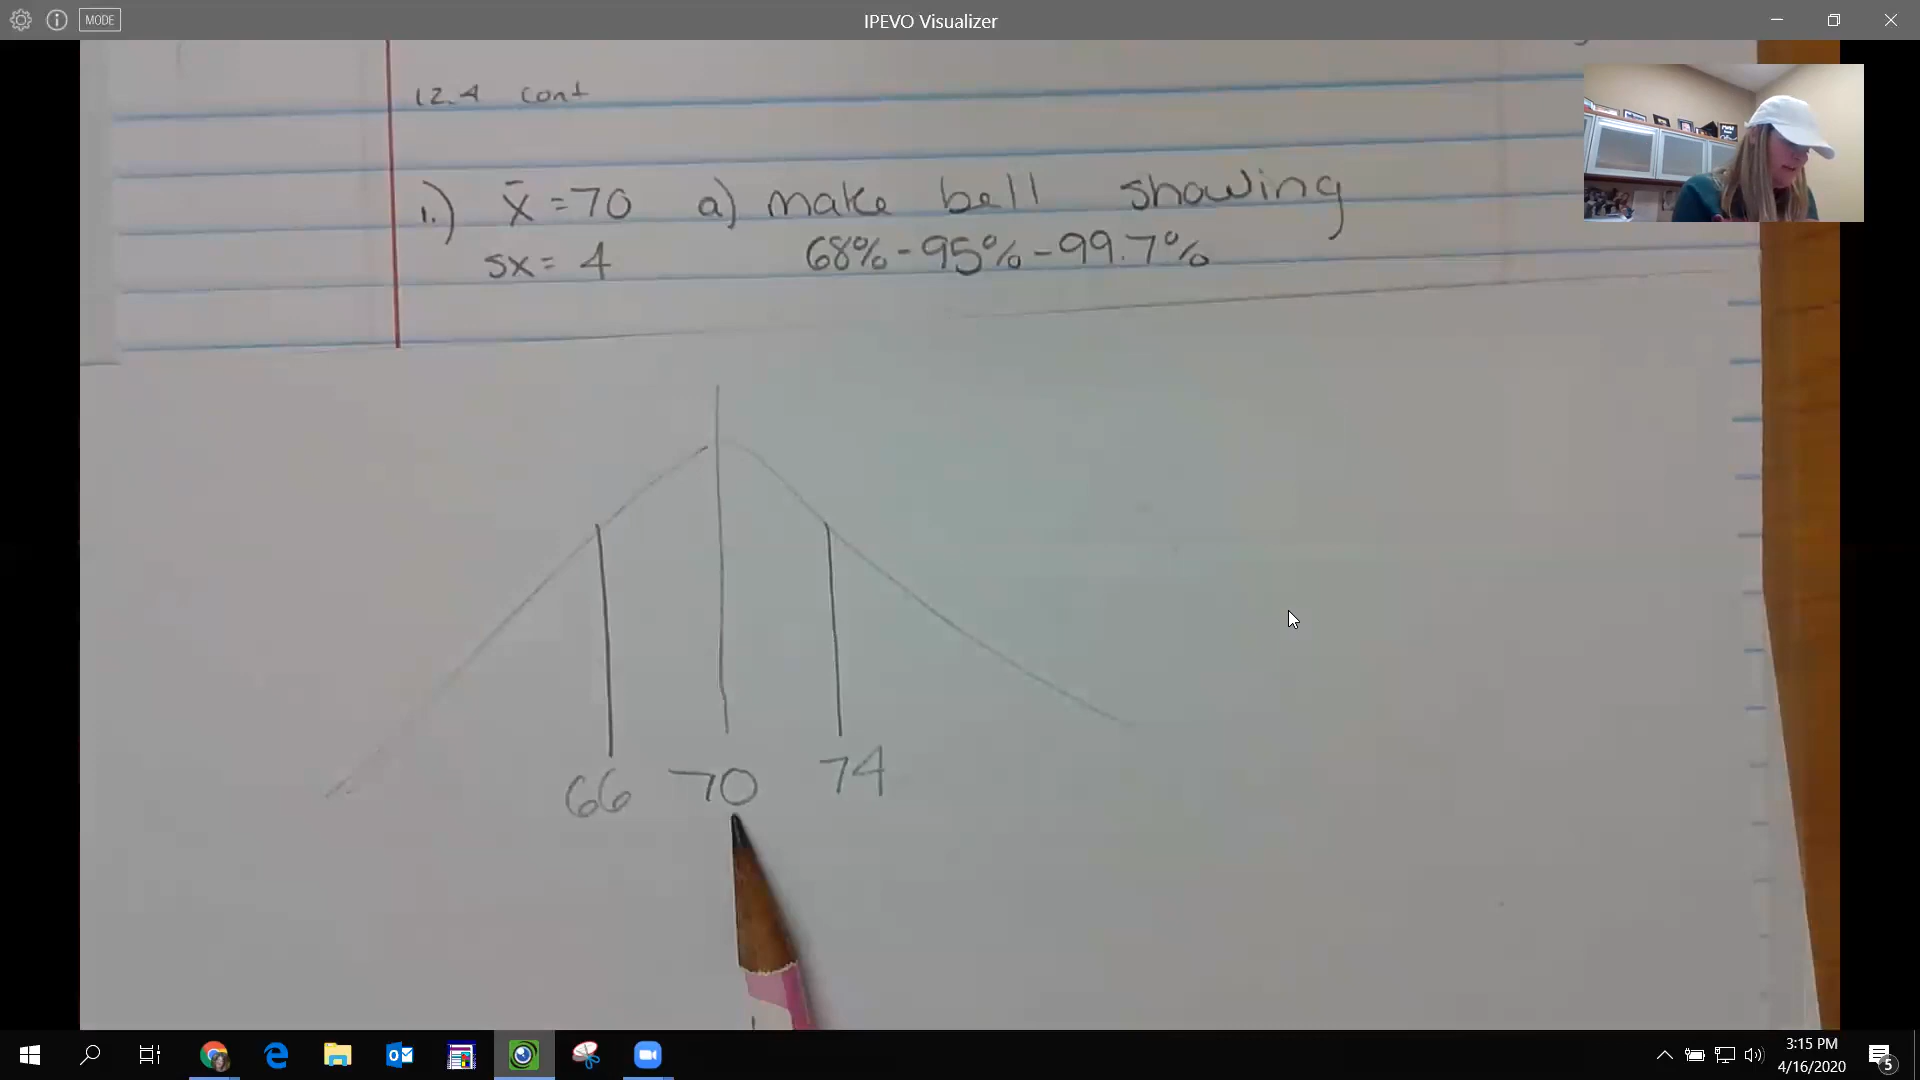 MODE
IPEVO Visualizer
12.4 cont
1.) x̄ = 70 a) make bell showing
sx = 4 68% - 95% - 99.7%
66 70 74
3:15 PM
4/16/2020
5